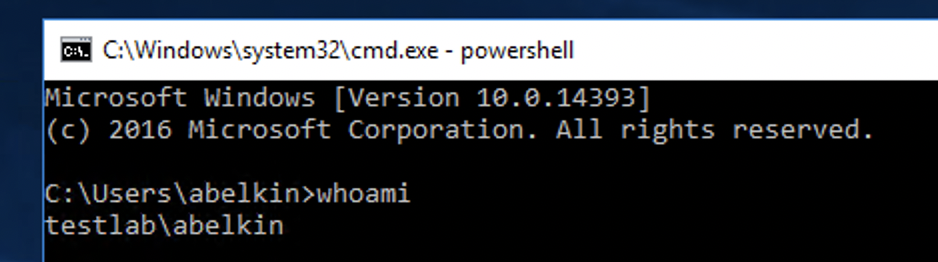 C:\Windows\system32\cmd.exe - powershell
Microsoft Windows [Version 10.0.14393]
(c) 2016 Microsoft Corporation. All rights reserved.
C:\Users\abelkin>whoami
testlab\abelkin